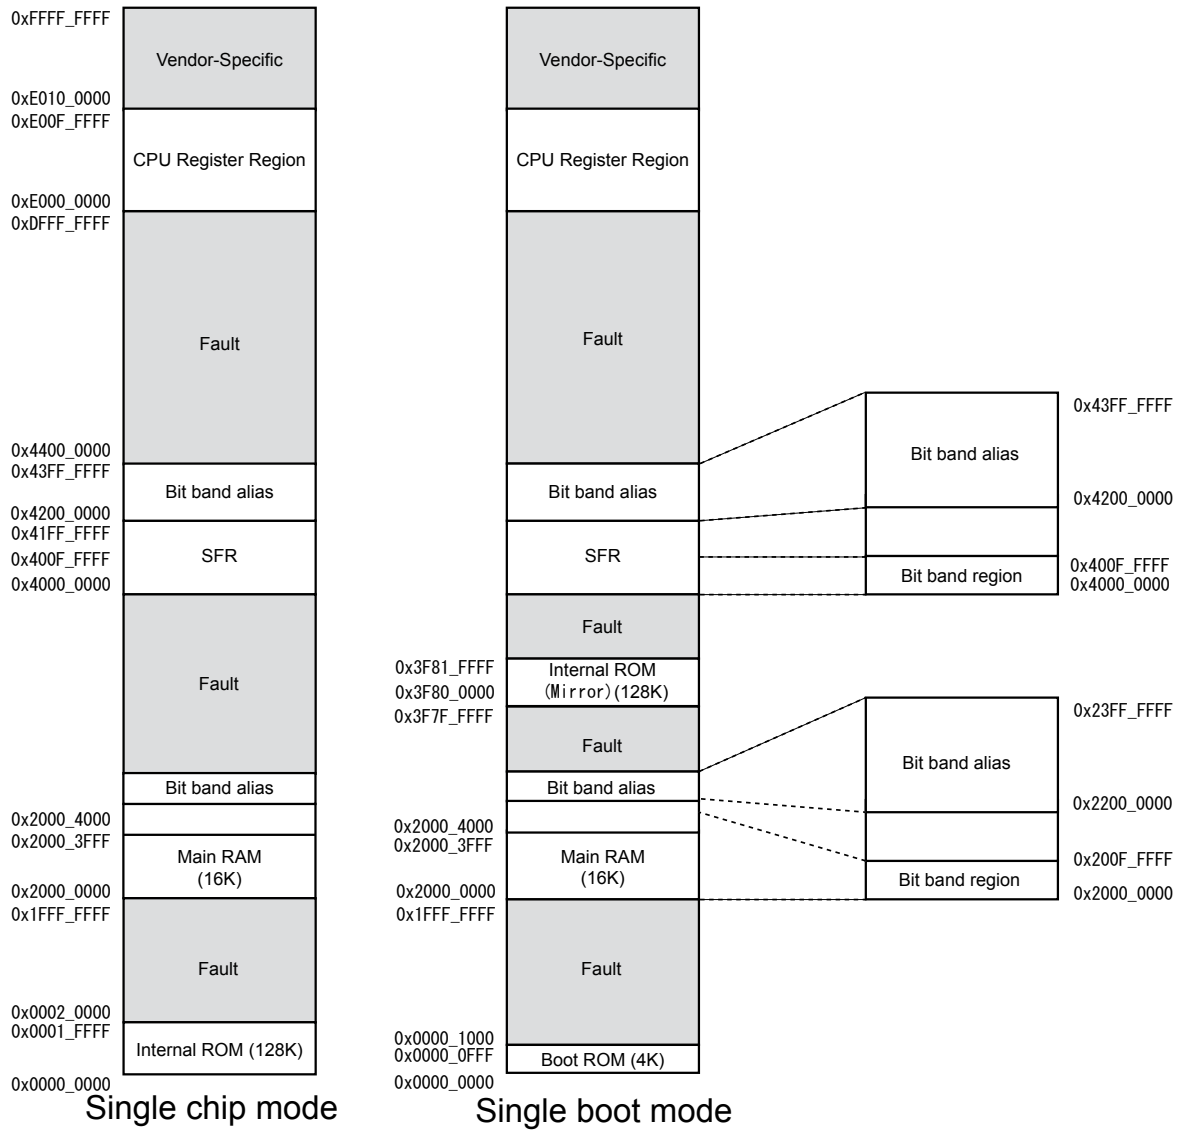 0xFFFF_FFFF
Vendor-Specific
0xE010_0000
0xE00F_FFFF
CPU Register Region
0xE000_0000
0xDFFF_FFFF
Fault
0x4400_0000
0x43FF_FFFF
Bit band alias
0x4200_0000
0x41FF_FFFF
0x400F_FFFF
SFR
0x4000_0000
Fault
Bit band alias
0x2000_4000
0x2000_3FFF
Main RAM
(16K)
0x2000_0000
0x1FFF_FFFF
Fault
0x0002_0000
0x0001_FFFF
Internal ROM (128K)
0x0000_0000
Single chip mode
Vendor-Specific
CPU Register Region
Fault
Bit band alias
SFR
Fault
0x3F81_FFFF
Internal ROM
0x3F80_0000
(Mirror)(128K)
0x3F7F_FFFF
Fault
Bit band alias
0x2000_4000
0x2000_3FFF
Main RAM
(16K)
0x2000_0000
0x1FFF_FFFF
Fault
0x0000_1000
0x0000_0FFF
Boot ROM (4K)
0x0000_0000
Single boot mode
0x43FF_FFFF
Bit band alias
0x4200_0000
0x400F_FFFF
Bit band region
0x4000_0000
0x23FF_FFFF
Bit band alias
0x2200_0000
0x200F_FFFF
Bit band region
0x2000_0000